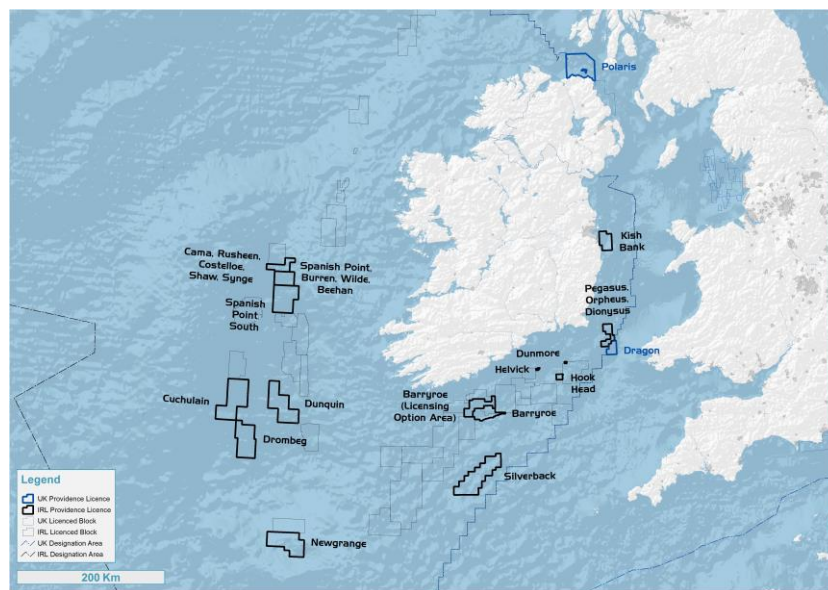 Polaris
Kish
Bank
Cama, Rusheen,
Costelloe,
Shaw, Synge
Spanish Point,
Burren, Wilde,
Beehan
Spanish
Point,
South
Pegasus,
Orpheus,
Dionysus
Dragon
Dunmore
Helvick
Hook
Head
Cuchulain
Dunquin
Barryroe
(Licensing
Option Area)
Barryroe
Drombeg
Silverback
Newgrange
Legend
UK Providence Licence
IRL Providence Licence
UK Licenced Block
IRL Licenced Block
UK Designation Area
IRL Designation Area
200 Km